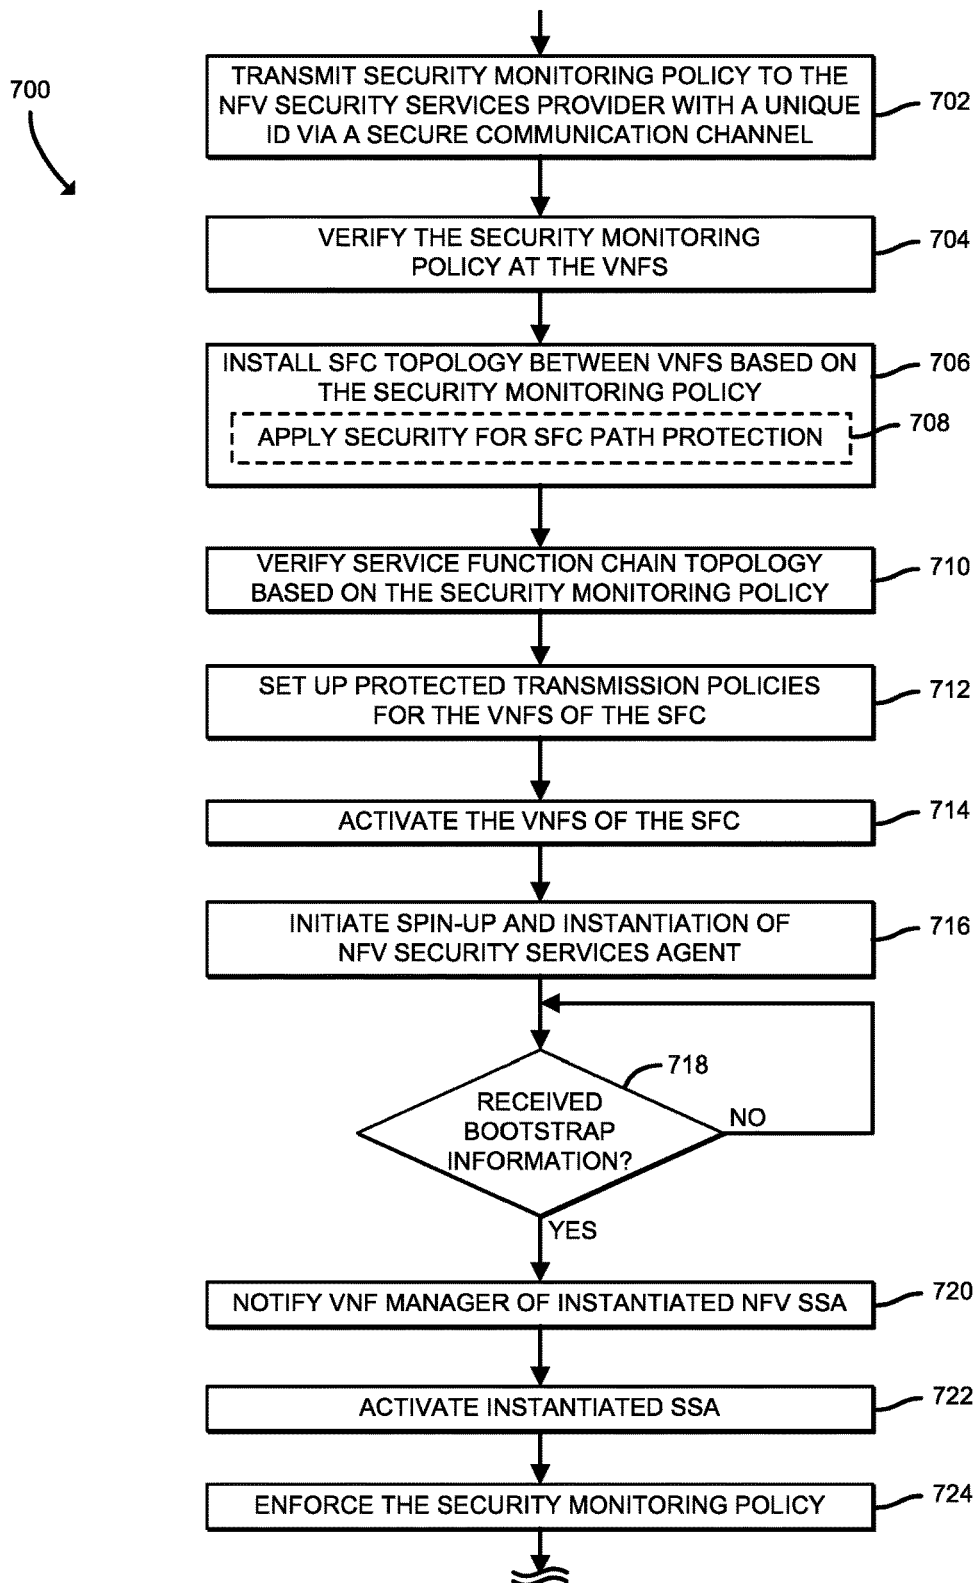 700
TRANSMIT SECURITY MONITORING POLICY TO THE
NFV SECURITY SERVICES PROVIDER WITH A UNIQUE
ID VIA A SECURE COMMUNICATION CHANNEL
702
VERIFY THE SECURITY MONITORING
POLICY AT THE VNFS
704
INSTALL SFC TOPOLOGY BETWEEN VNFS BASED ON
THE SECURITY MONITORING POLICY
706
APPLY SECURITY FOR SFC PATH PROTECTION
708
VERIFY SERVICE FUNCTION CHAIN TOPOLOGY
BASED ON THE SECURITY MONITORING POLICY
710
SET UP PROTECTED TRANSMISSION POLICIES
FOR THE VNFS OF THE SFC
712
ACTIVATE THE VNFS OF THE SFC
714
INITIATE SPIN-UP AND INSTANTIATION OF
NFV SECURITY SERVICES AGENT
716
RECEIVED
BOOTSTRAP
INFORMATION?
718
NO
YES
NOTIFY VNF MANAGER OF INSTANTIATED NFV SSA
720
ACTIVATE INSTANTIATED SSA
722
ENFORCE THE SECURITY MONITORING POLICY
724